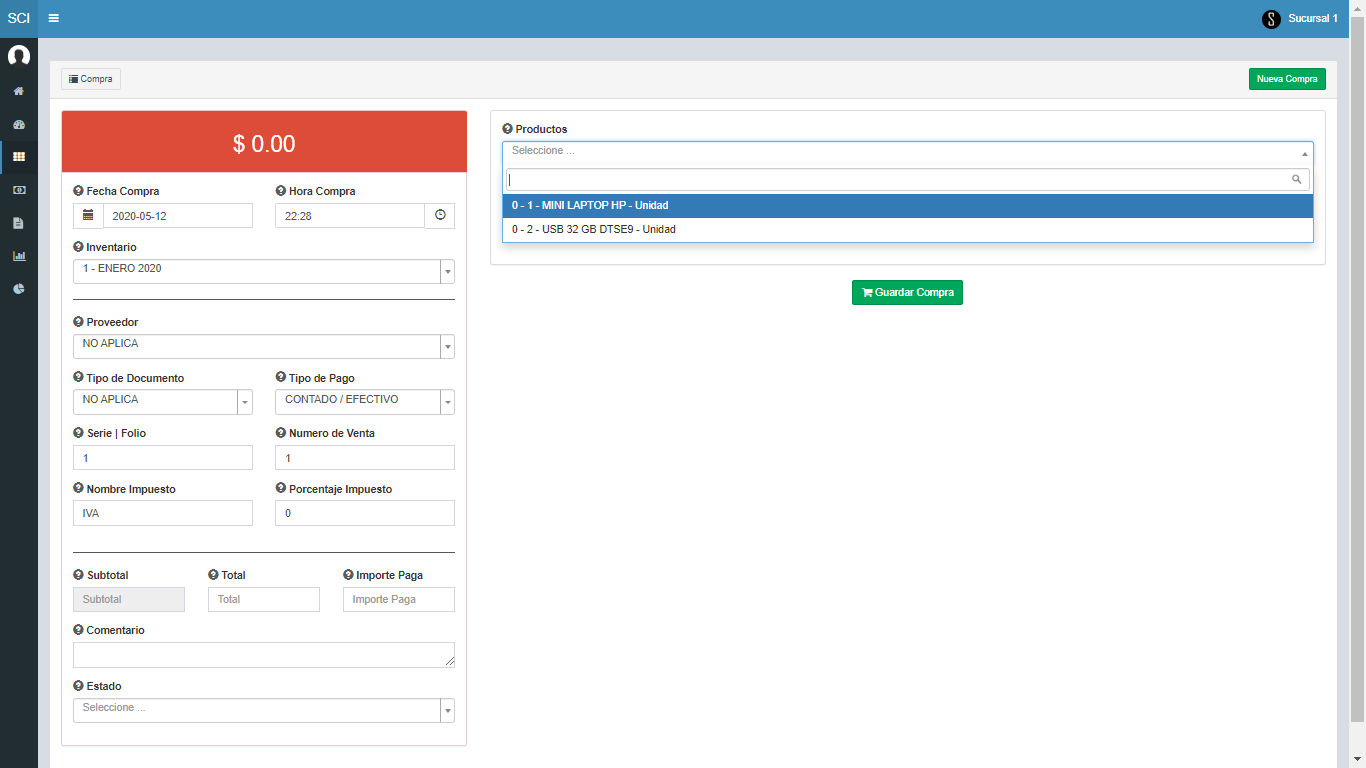 SCI
Sucursal 1
Compra
Nueva Compra
$ 0.00
Fecha Compra
Hora Compra
2020-05-12
22:28
Inventario
1 - ENERO 2020
Proveedor
NO APLICA
Tipo de Documento
Tipo de Pago
NO APLICA
CONTADO / EFECTIVO
Serie | Folio
Numero de Venta
1
1
Nombre Impuesto
Porcentaje Impuesto
IVA
0
Subtotal
Total
Importe Paga
Subtotal
Total
Importe Paga
Comentario
Estado
Seleccione ...
Productos
Seleccione ...
0 - 1 - MINI LAPTOP HP - Unidad
0 - 2 - USB 32 GB DTSE9 - Unidad
Guardar Compra